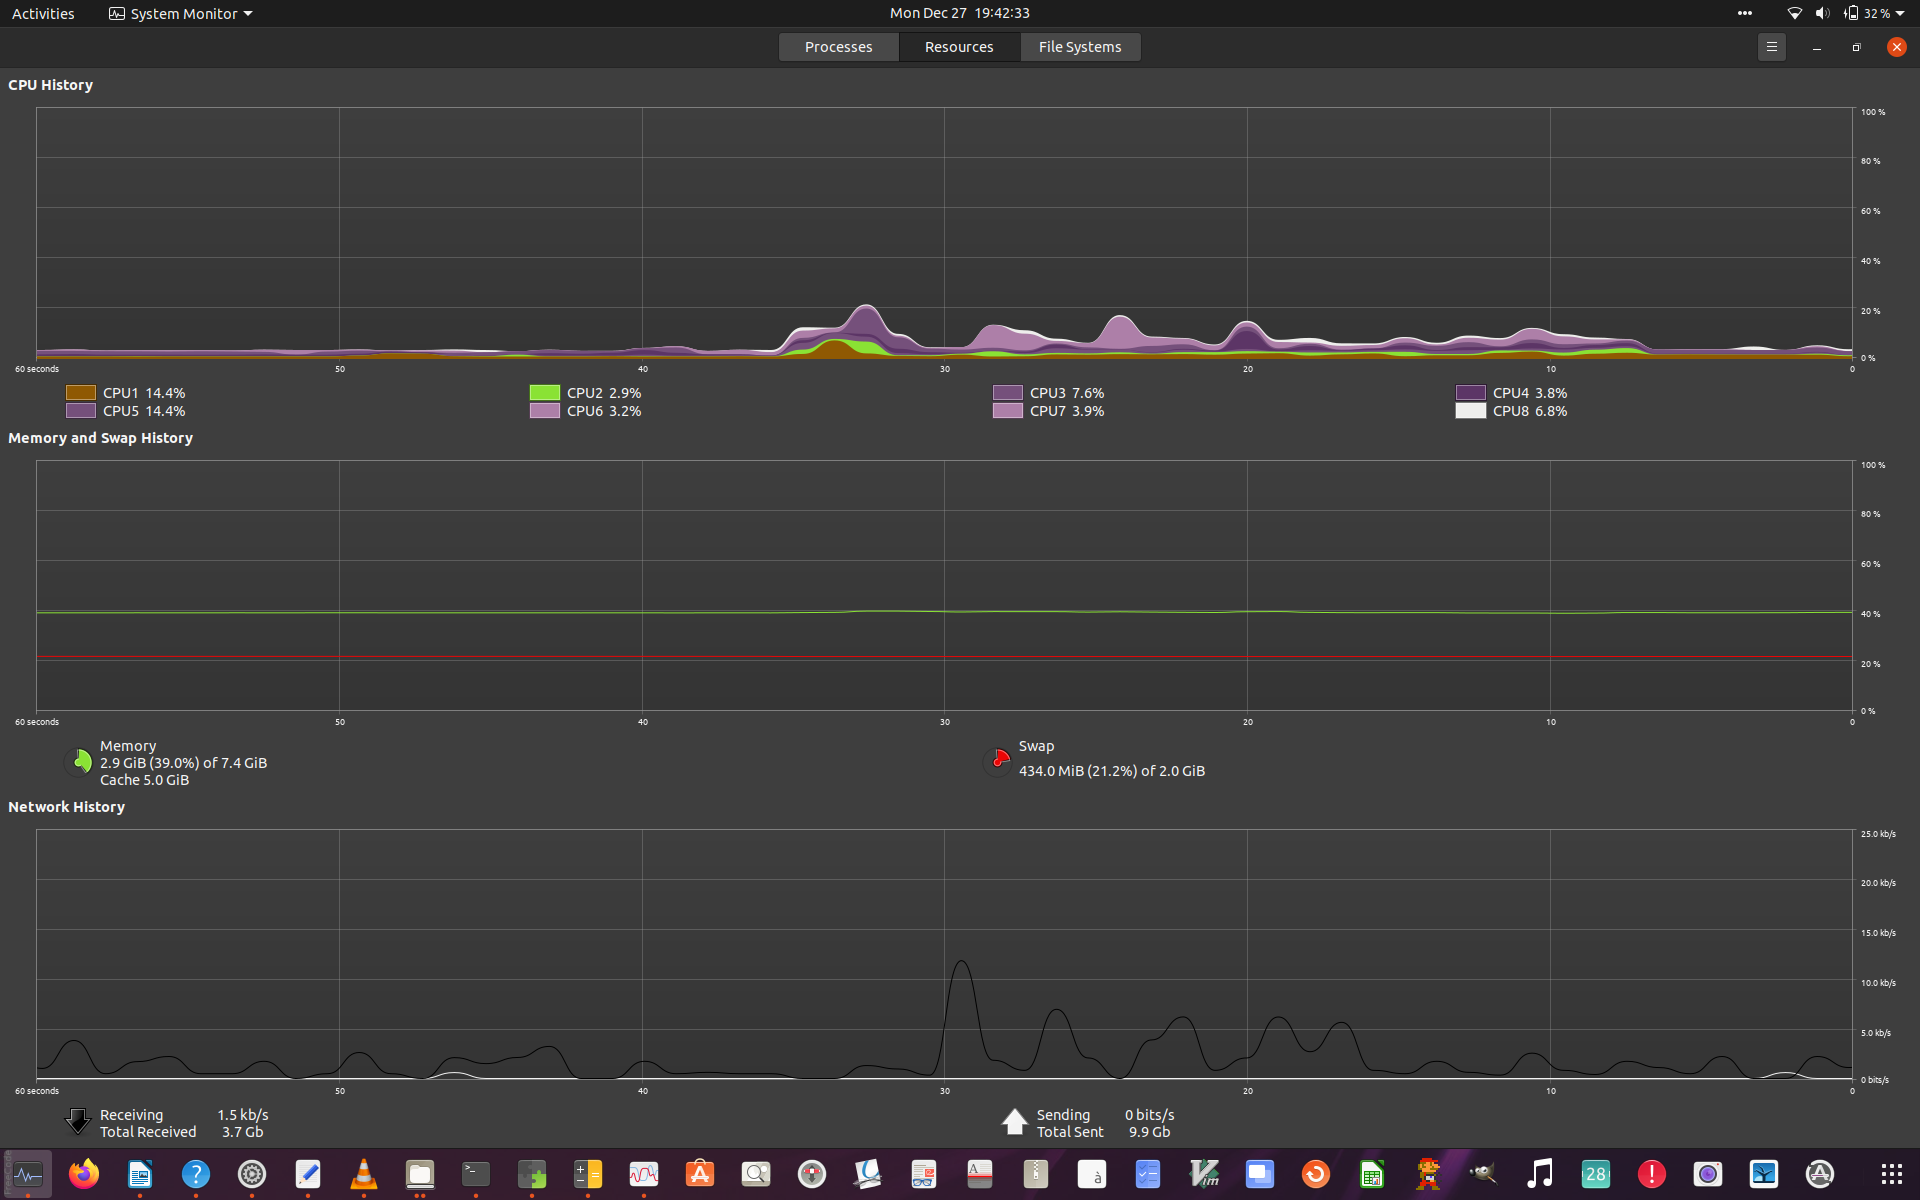 Activities
System Monitor
Mon Dec 27 19:42:33
32 %
Processes
Resources
File Systems
CPU History
100 %
80 %
60 %
40 %
20 %
0 %
60 seconds 50 40 30 20 10 0
CPU1 14.4% CPU2 2.9% CPU3 7.6% CPU4 3.8%
CPU5 14.4% CPU6 3.2% CPU7 3.9% CPU8 6.8%
Memory and Swap History
100 %
80 %
60 %
40 %
20 %
0 %
60 seconds 50 40 30 20 10 0
Memory
2.9 GiB (39.0%) of 7.4 GiB
Cache 5.0 GiB
Swap
434.0 MiB (21.2%) of 2.0 GiB
Network History
25.0 kb/s
20.0 kb/s
15.0 kb/s
10.0 kb/s
5.0 kb/s
0 bits/s
60 seconds 50 40 30 20 10 0
Receiving 1.5 kb/s
Total Received 3.7 Gb
Sending 0 bits/s
Total Sent 9.9 Gb
28